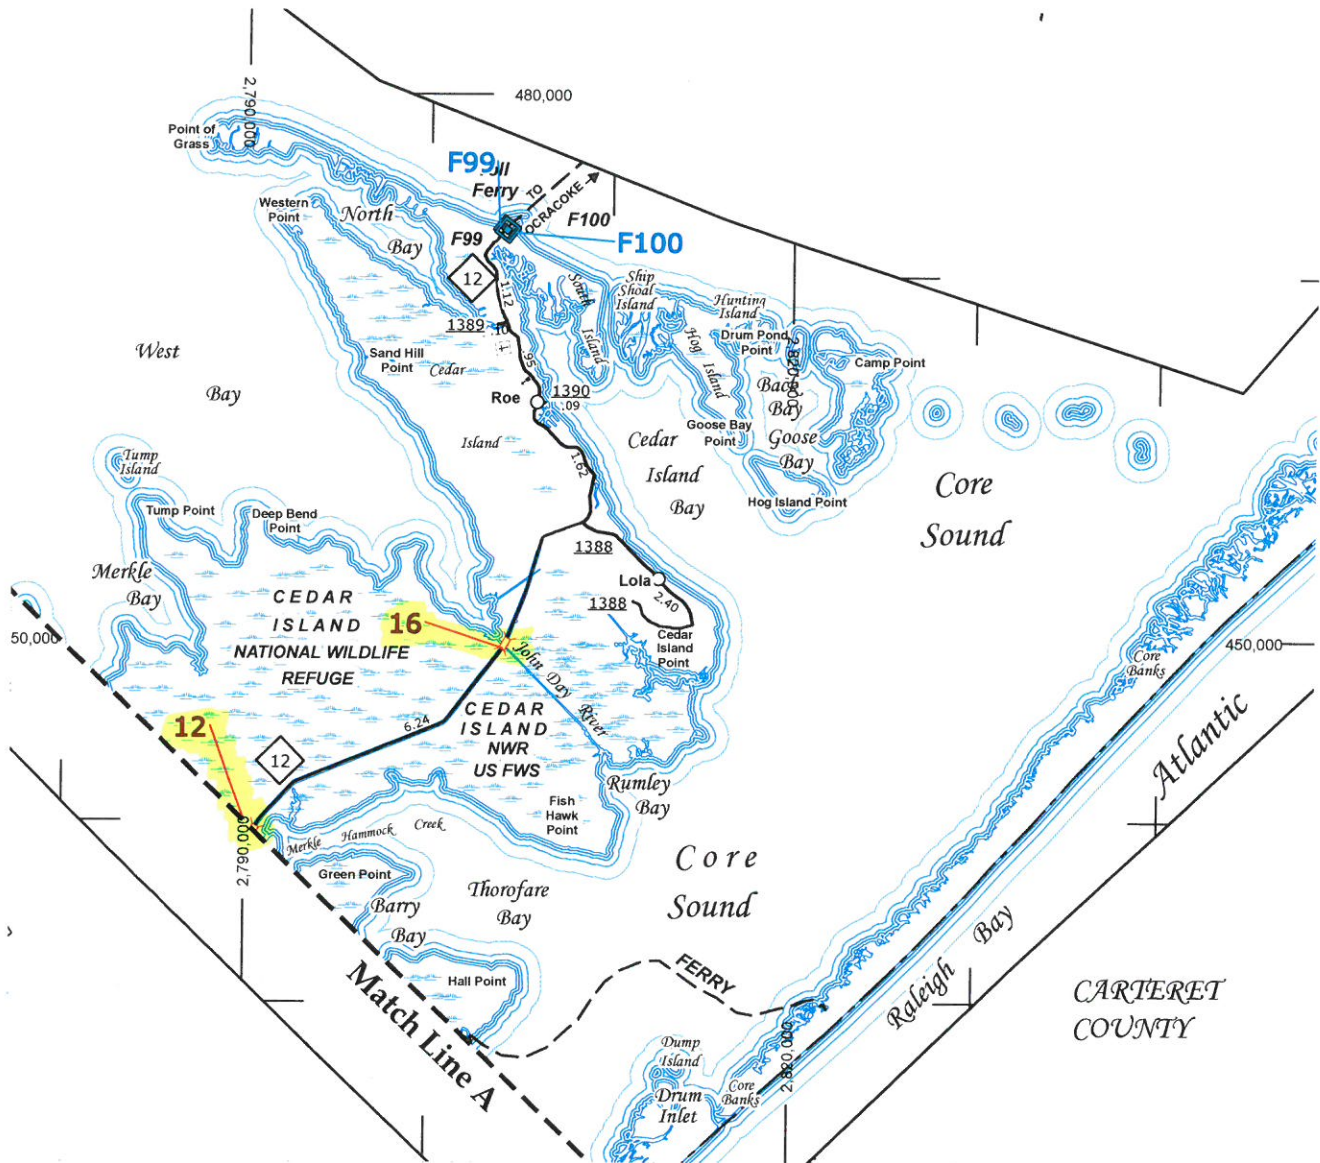 2,790,000
480,000
Point of
Grass
F99
Ferry
TO
OCRACOKE
F100
Western
Point
North
Bay
F99
F100
12
1.12
South
Island
Ship
Shoal
Island
Hunting
Island
Drum Pond
Point
2,820,000
Camp Point
1389
.10
Hog
Island
West
Bay
Sand Hill
Point
Cedar
Island
.95
Roe
1390
.09
Baco
Bay
Goose Bay
Point
Goose
Bay
Cedar
Island
Bay
1.62
Hog Island Point
Core
Sound
Tump
Island
Tump Point
Deep Bend
Point
Merkle
Bay
1388
Lola
2.40
1388
Cedar
Island
Point
CEDAR
ISLAND
NATIONAL WILDLIFE
REFUGE
16
50,000
450,000
John Day River
Core
Banks
CEDAR
ISLAND
NWR
US FWS
6.24
12
12
Atlantic
Rumley
Bay
Fish
Hawk
Point
2,790,000
Merkle Hammock Creek
Green Point
Core
Sound
Thorofare
Bay
Barry
Bay
Raleigh Bay
Hall Point
FERRY
Match Line A
CARTERET
COUNTY
Dump
Island
2,820,000
Core
Banks
Drum
Inlet